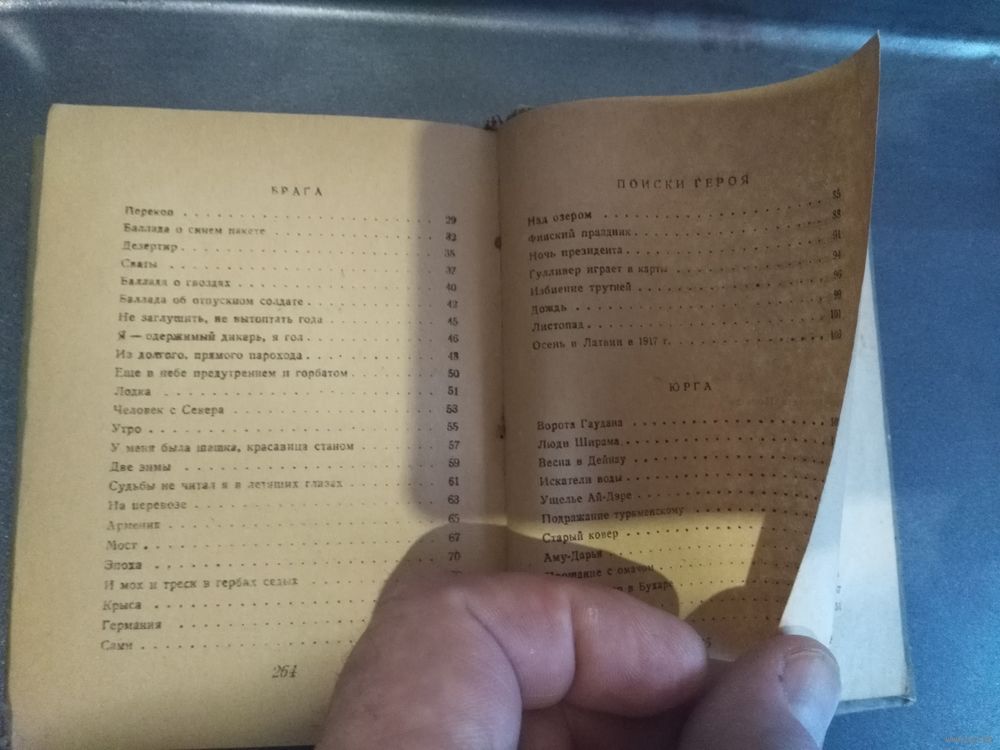 БРАГА
Перекоп 29
Баллада о синем пакете 32
Дезертир 35
Сваты 37
Баллада о гвоздях 40
Баллада об отпускном солдате 42
Не заглушить, не вытоптать года 45
Я — одержимый дикарь, я гол 46
Из долгого, прямого парохода 48
Еще в небе предутреннем и горбатом 50
Лодка 51
Человек с Севера 53
Утро 55
У меня была шашка, красавица станом 57
Две зимы 59
Судьбы не читал я в летящих глазах 61
На перевозе 63
Армения 65
Мост 67
Эпоха 70
И мох и треск в гербах седых
Крыса
Германия
Сами
264
ПОИСКИ ГЕРОЯ
Над озером 85
Финский праздник 88
Ночь президента 91
Гулливер играет в карты 94
Избиение трутней 96
Дождь 99
Листопад 101
Осень в Латвии в 1917 г. 103
ЮРГА
Ворота Гаудана
Люди Ширама
Весна в Дейнау
Искатели воды
Ущелье Ай-Дэре
Подражание туркменскому
Старый ковер
Аму-Дарья
с омачом
в Бухаре